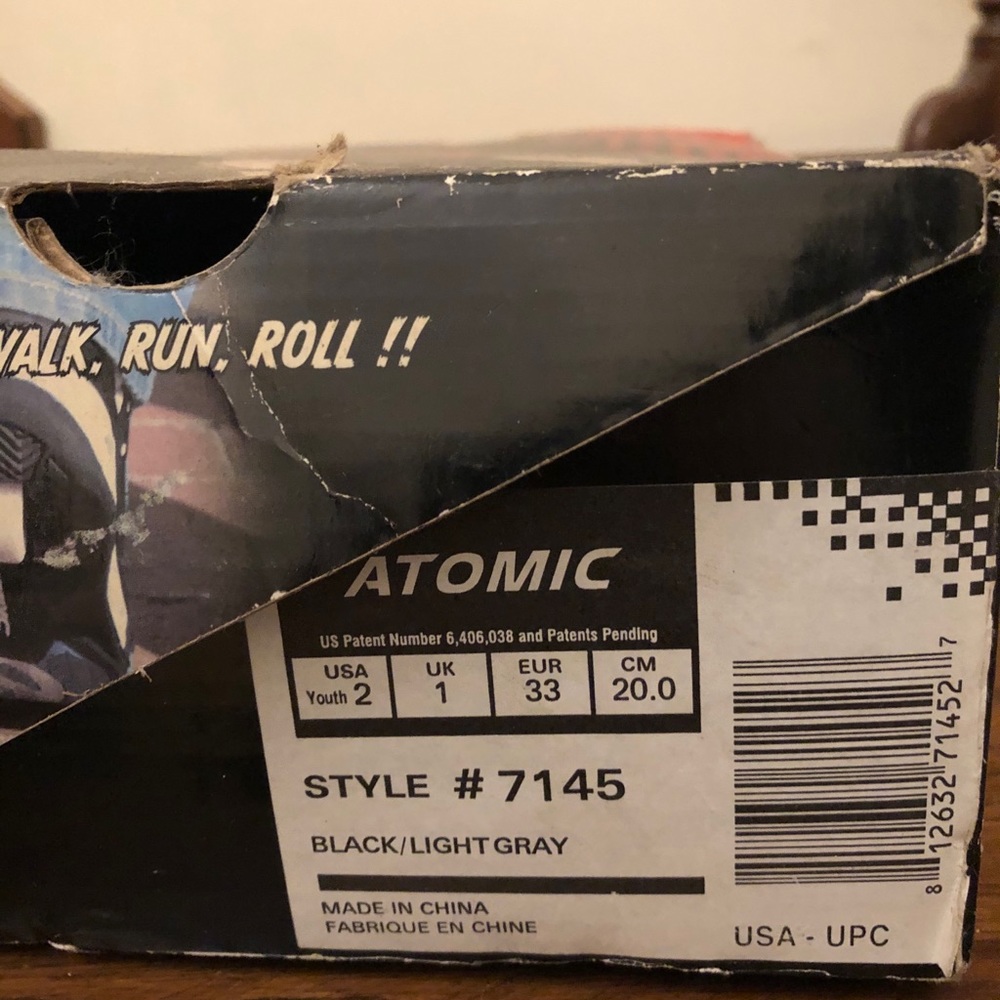 WALK, RUN, ROLL !!
ATOMIC
US Patent Number 6,406,038 and Patents Pending
USA UK EUR CM
Youth 2 1 33 20.0
STYLE # 7145
BLACK/LIGHT GRAY
MADE IN CHINA
FABRIQUE EN CHINE
8 12632 71452 7
USA - UPC